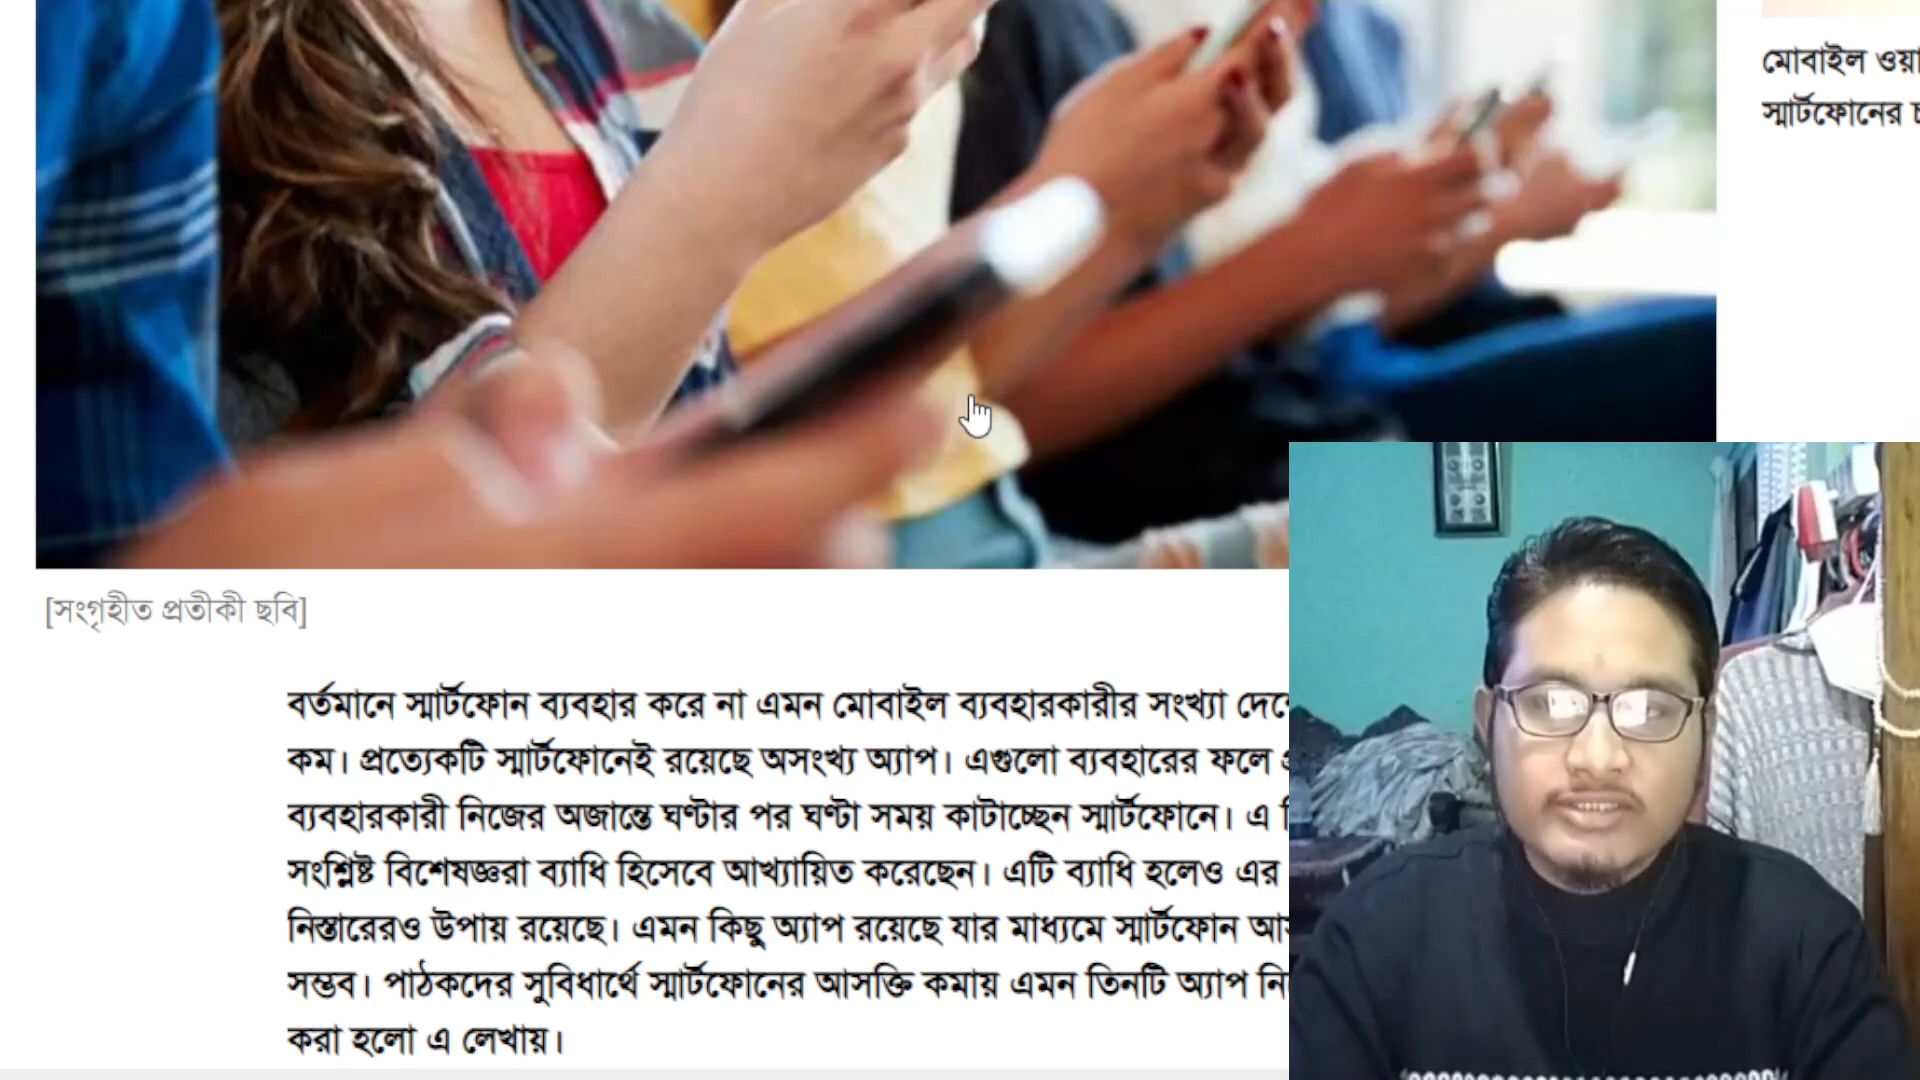 মোবাইল
স্মার্টফোনের
[সংগৃহীত প্রতীকী ছবি]
বর্তমানে স্মার্টফোন ব্যবহার করে না এমন মোবাইল ব্যবহারকারীর সংখ্যা
কম। প্রত্যেকটি স্মার্টফোনেই রয়েছে অসংখ্য অ্যাপ। এগুলো ব্যবহারের ফলে
ব্যবহারকারী নিজের অজান্তে ঘণ্টার পর ঘণ্টা সময় কাটাচ্ছেন স্মার্টফোনে। এ
সংশ্লিষ্ট বিশেষজ্ঞরা ব্যাধি হিসেবে আখ্যায়িত করেছেন। এটি ব্যাধি হলেও এর
নিস্তারেরও উপায় রয়েছে। এমন কিছু অ্যাপ রয়েছে যার মাধ্যমে স্মার্টফোন
সম্ভব। পাঠকদের সুবিধার্থে স্মার্টফোনের আসক্তি কমায় এমন তিনটি অ্যাপ
করা হলো এ লেখায়।